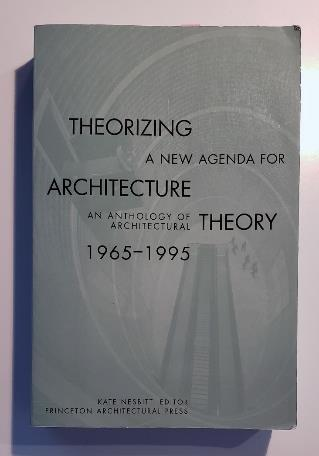 THEORIZING
A NEW AGENDA FOR
ARCHITECTURE
AN ANTHOLOGY OF
ARCHITECTURAL THEORY
1965–1995
KATE NESBITT EDITOR
PRINCETON ARCHITECTURAL PRESS